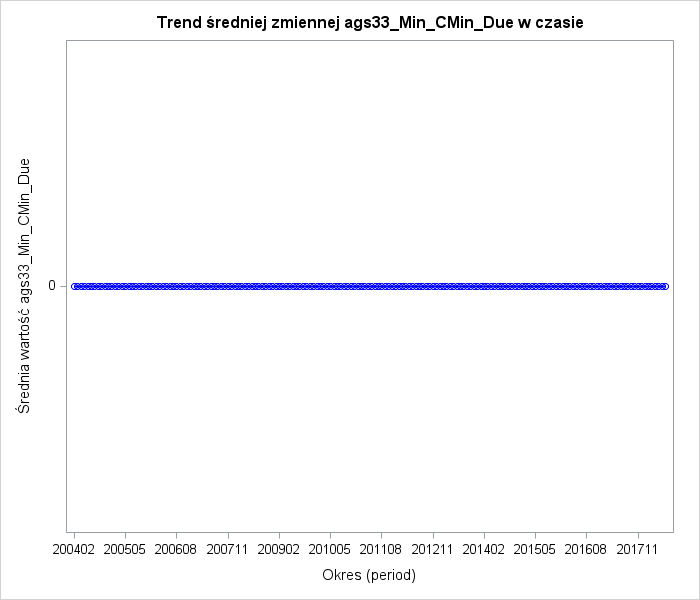 Trend średniej zmiennej ags33_Min_CMin_Due w czasie
Średnia wartość ags33_Min_CMin_Due
0
200402 200505 200608 200711 200902 201005 201108 201211 201402 201505 201608 201711
Okres (period)